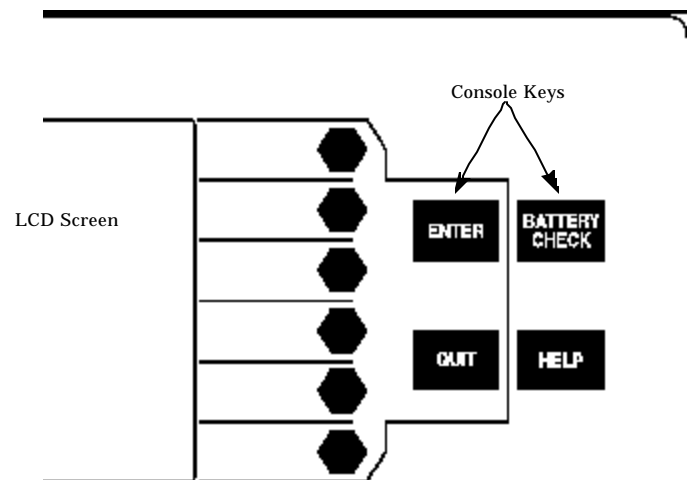 Console Keys
LCD Screen
ENTER
BATTERY
CHECK
QUIT
HELP